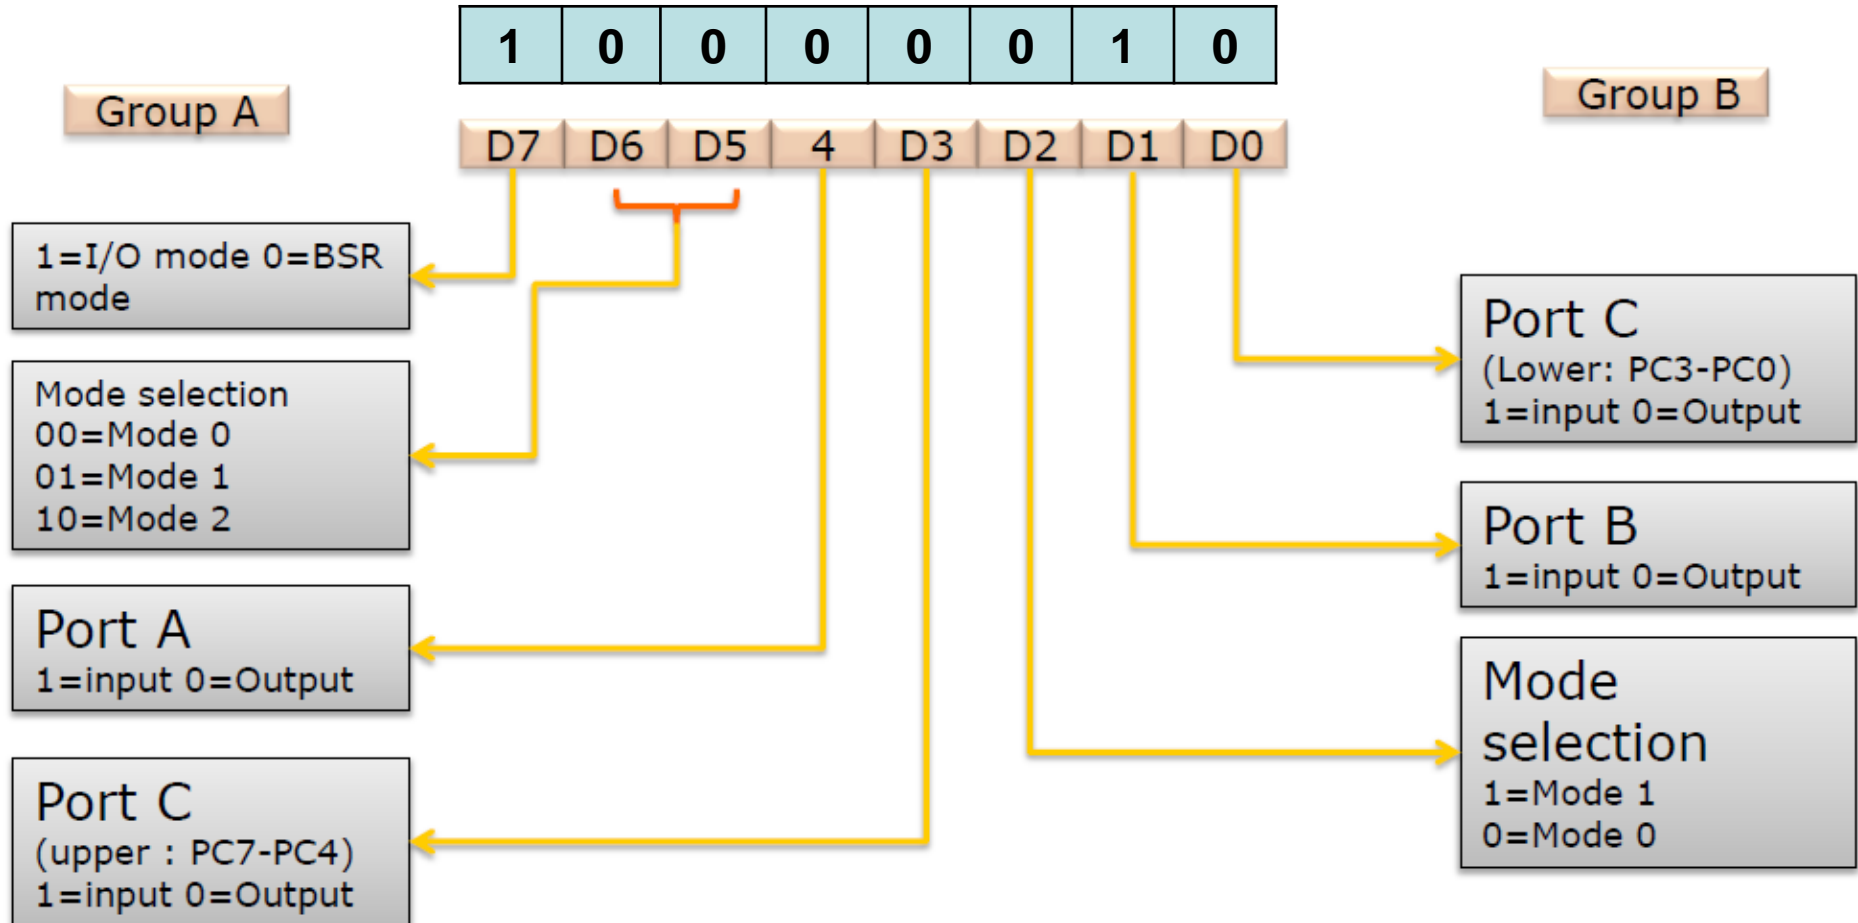 1 0 0 0 0 0 1 0
Group A
Group B
D7 D6 D5 4 D3 D2 D1 D0
1=I/O mode 0=BSR
mode
Mode selection
00=Mode 0
01=Mode 1
10=Mode 2
Port A
1=input 0=Output
Port C
(upper : PC7-PC4)
1=input 0=Output
Port C
(Lower: PC3-PC0)
1=input 0=Output
Port B
1=input 0=Output
Mode
selection
1=Mode 1
0=Mode 0